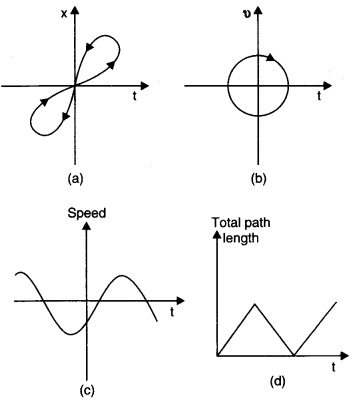 x
t
(a)
υ
t
(b)
Speed
t
(c)
Total path
length
t
(d)